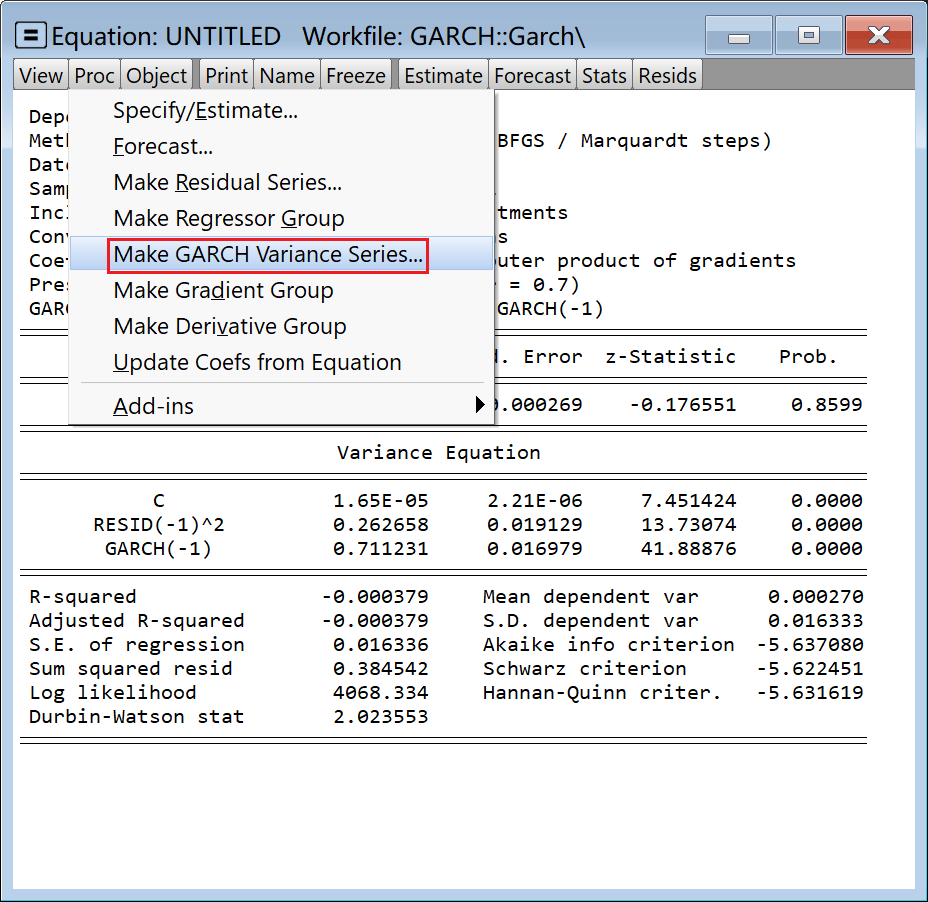 Equation: UNTITLED Workfile: GARCH::Garch\
View Proc Object Print Name Freeze Estimate Forecast Stats Resids
Specify/Estimate...
Forecast...
Make Residual Series...
Make Regressor Group
Make GARCH Variance Series...
Make Gradient Group
Make Derivative Group
Update Coefs from Equation
Add-ins
Dep
Met BFGS / Marquardt steps)
Date
Samp
Incl tments
Con s
Coe uter product of gradients
Pres = 0.7)
GARC GARCH(-1)
. Error z-Statistic Prob.
.000269 -0.176551 0.8599
Variance Equation
C 1.65E-05 2.21E-06 7.451424 0.0000
RESID(-1)^2 0.262658 0.019129 13.73074 0.0000
GARCH(-1) 0.711231 0.016979 41.88876 0.0000
R-squared -0.000379 Mean dependent var 0.000270
Adjusted R-squared -0.000379 S.D. dependent var 0.016333
S.E. of regression 0.016336 Akaike info criterion -5.637080
Sum squared resid 0.384542 Schwarz criterion -5.622451
Log likelihood 4068.334 Hannan-Quinn criter. -5.631619
Durbin-Watson stat 2.023553